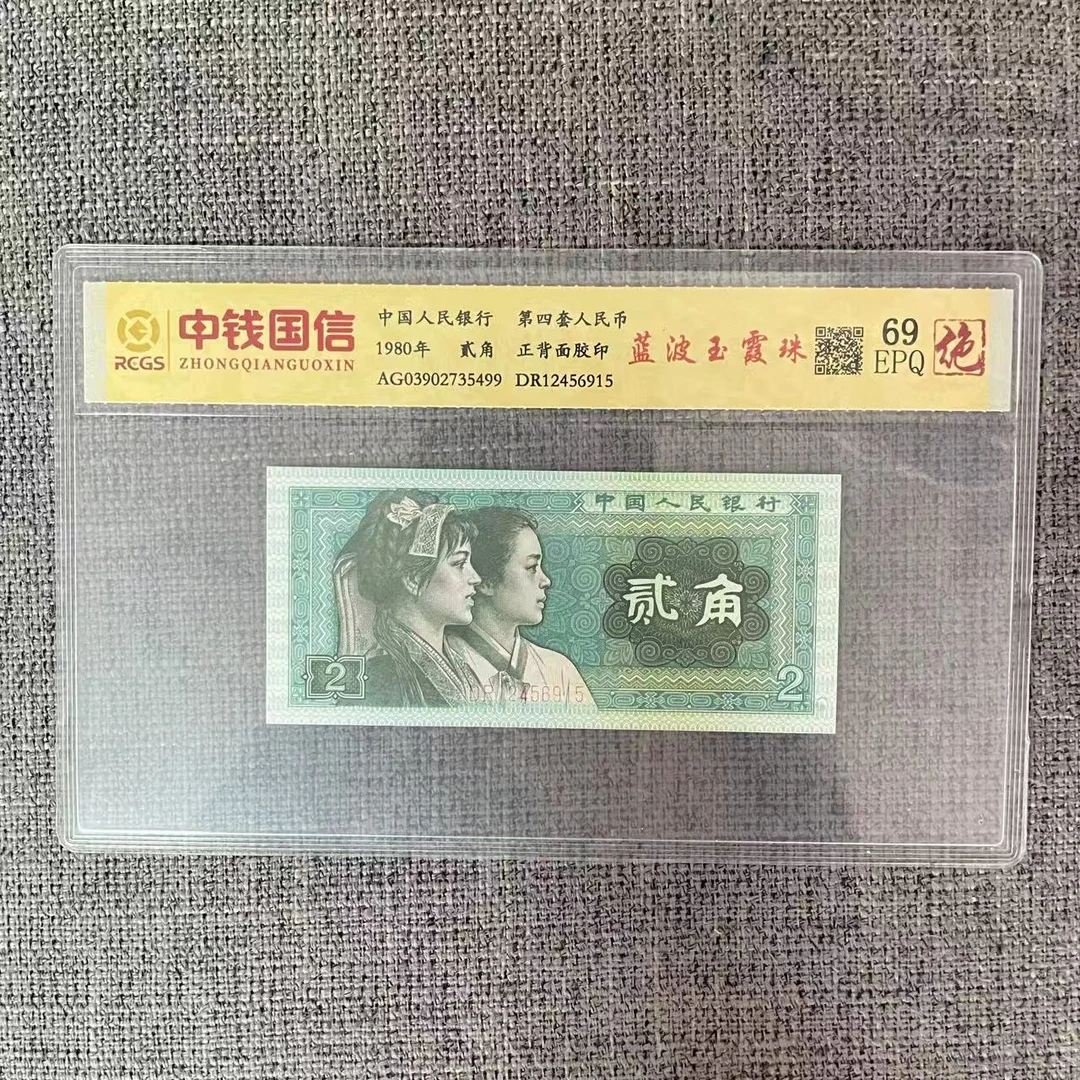 中钱国信
RCGS ZHONGQIANGUOXIN
中国人民银行 第四套人民币
1980年 贰角 正背面胶印
AG03902735499 DR12456915
蓝波玉霞珠
69
EPQ
绝
中国人民银行
贰角
2
DR12456915
2